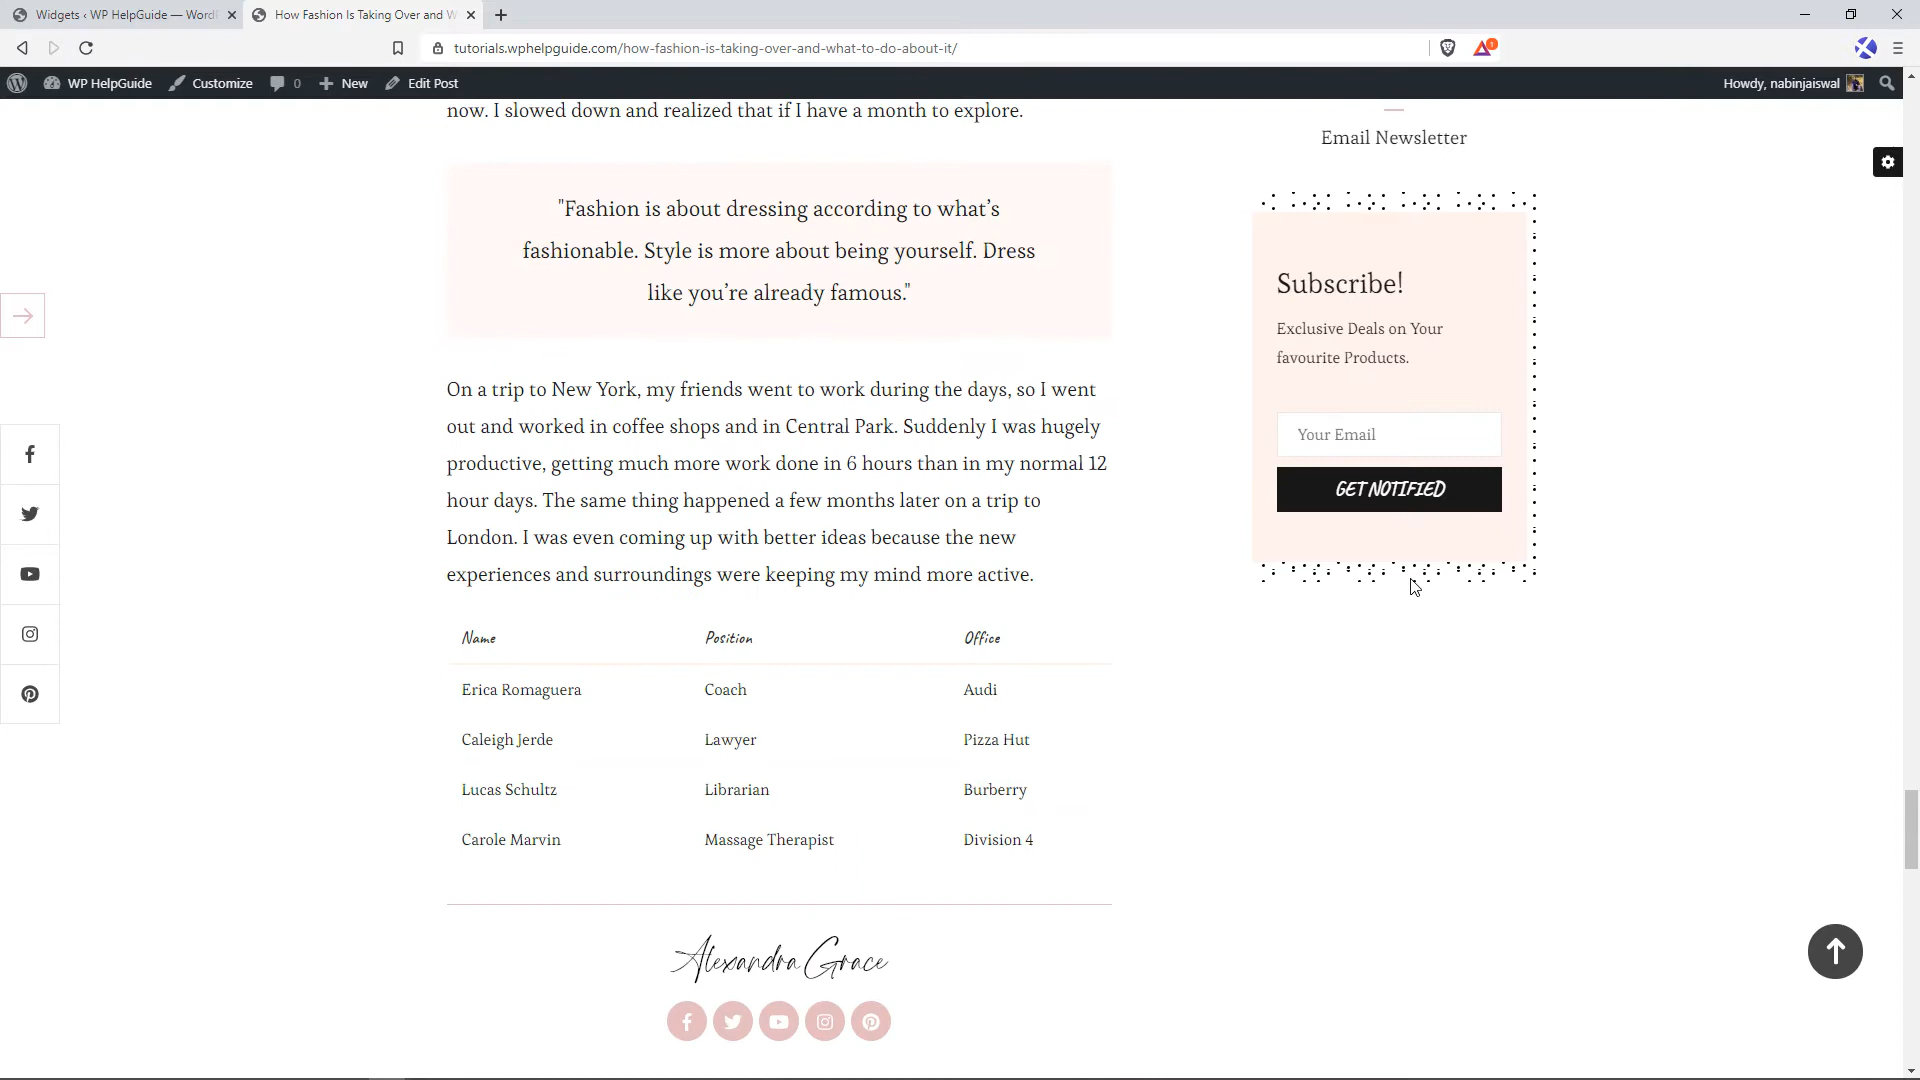 Widgets ‹ WP HelpGuide — Word
How Fashion Is Taking Over and W
tutorials.wphelpguide.com/how-fashion-is-taking-over-and-what-to-do-about-it/
1
WP HelpGuide
Customize
0
New
Edit Post
Howdy, nabinjaiswal
now. I slowed down and realized that if I have a month to explore.
"Fashion is about dressing according to what’s
fashionable. Style is more about being yourself. Dress
like you’re already famous."
On a trip to New York, my friends went to work during the days, so I went
out and worked in coffee shops and in Central Park. Suddenly I was hugely
productive, getting much more work done in 6 hours than in my normal 12
hour days. The same thing happened a few months later on a trip to
London. I was even coming up with better ideas because the new
experiences and surroundings were keeping my mind more active.
Name Position Office
Erica Romaguera Coach Audi
Caleigh Jerde Lawyer Pizza Hut
Lucas Schultz Librarian Burberry
Carole Marvin Massage Therapist Division 4
Alexandra Grace
Email Newsletter
Subscribe!
Exclusive Deals on Your
favourite Products.
Your Email
GET NOTIFIED